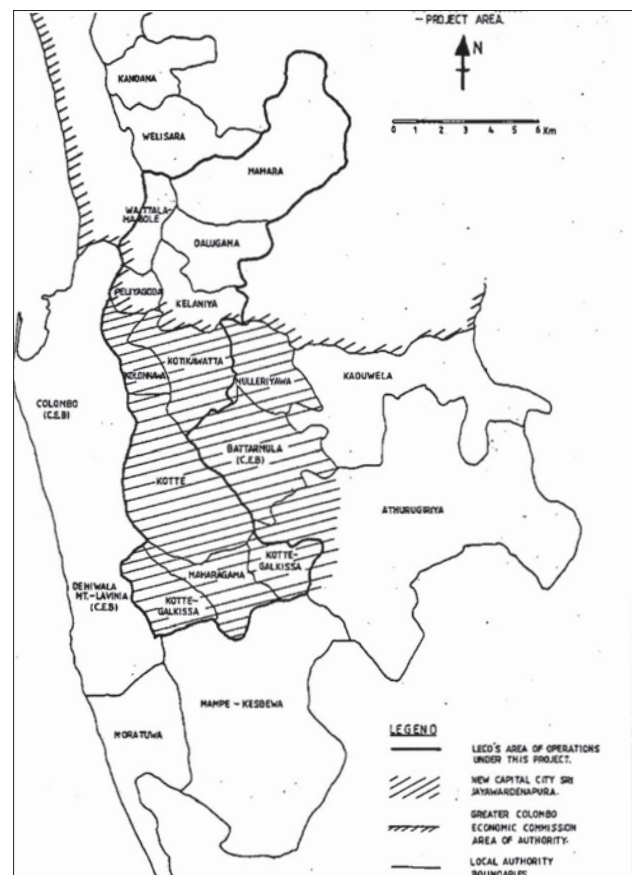 – PROJECT AREA.
N
0 1 2 3 4 5 6 Km
KANDANA
WELISARA
MAHARA
WATTALA-
MABOLE
DALUGAMA
PELIYAGODA
KELANIYA
KOTIKAWATTA
KOLONNAWA
MULLERIYAWA
KADUWELA
COLOMBO
(C.E.B)
BATTARMULA
(C.E.B)
KOTTE
ATHURUGIRIYA
KOTTE-
GALKISSA
MAHARAGAMA
DEHIWALA
MT.-LAVINIA
(C.E.B)
KOTTE-
GALKISSA
MAMPE – KESBEWA
MORATUWA
LEGEND
LECO'S AREA OF OPERATIONS
UNDER THIS PROJECT.
NEW CAPITAL CITY SRI
JAYAWARDENAPURA.
GREATER COLOMBO
ECONOMIC COMMISSION
AREA OF AUTHORITY.
LOCAL AUTHORITY
BOUNDARIES